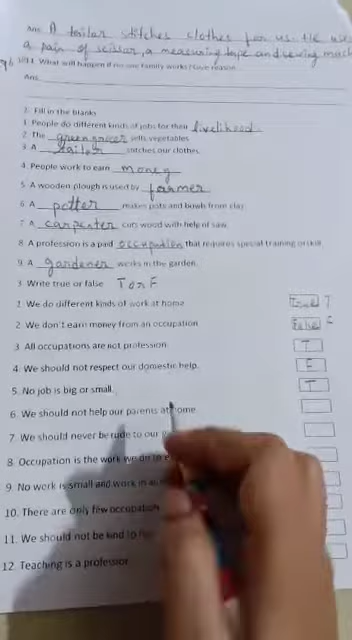 Ans A tailor stitches clothes for us. He uses
a pair of scissor, a measuring tape and sewing mach
What will happen if no one family works? Give reason
Ans
2. Fill in the blanks
1. People do different kinds of jobs for their livelihood
2. The greengrocer sells vegetables
3. A tailor stitches our clothes.
4. People work to earn money
5. A wooden plough is used by farmer
6. A potter makes pots and bowls from clay
7. A carpenter cuts wood with help of saw.
8. A profession is a paid occupation that requires special training or skill
9. A gardener works in the garden.
3. Write true or false T or F
1. We do different kinds of work at home True T
2. We don't earn money from an occupation False F
3. All occupations are not profession T
4. We should not respect our domestic help. F
5. No job is big or small. T
6. We should not help our parents at home
7. We should never be rude to our
8. Occupation is the work we do to e
9. No work is small and work in
10. There are only few occupation
11. We should not be kind to
12. Teaching is a profession